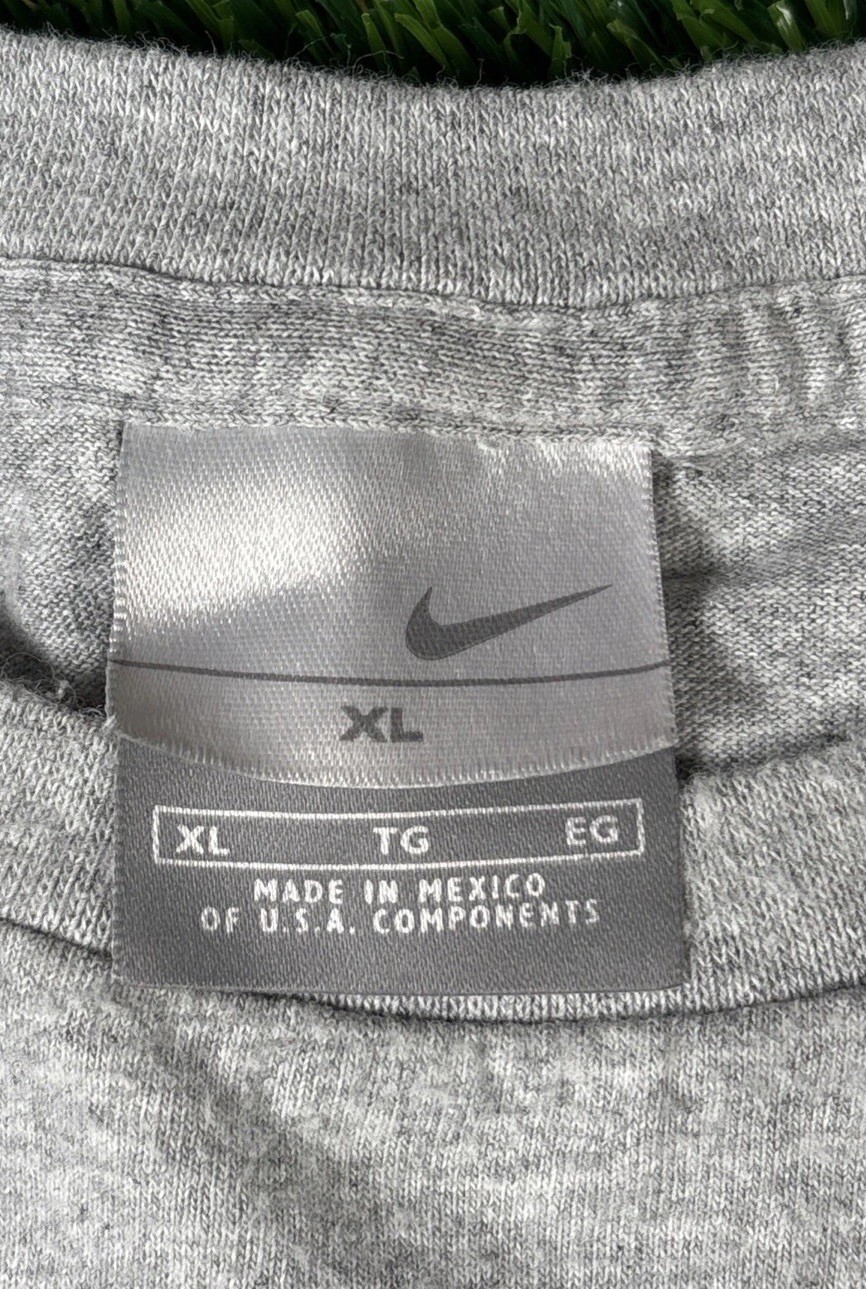 XL
XL TG EG
MADE IN MEXICO
OF U.S.A. COMPONENTS